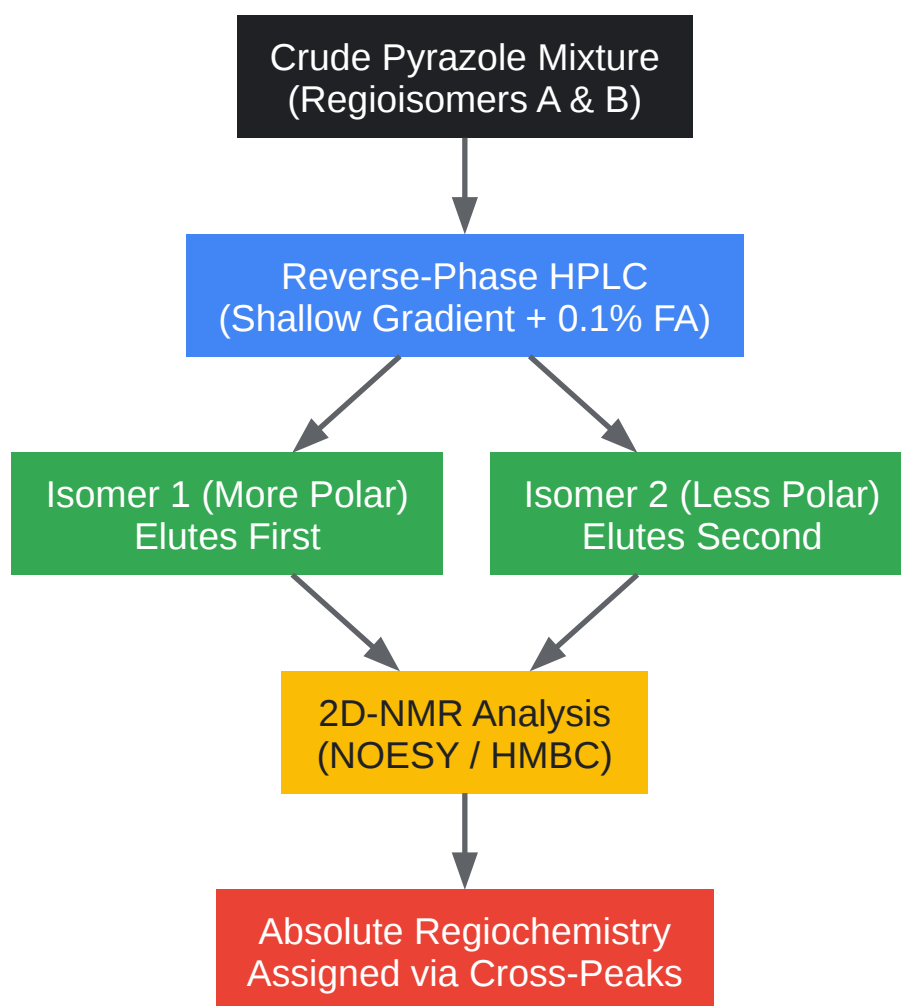 Crude Pyrazole Mixture
(Regioisomers A & B)
Reverse-Phase HPLC
(Shallow Gradient + 0.1% FA)
Isomer 1 (More Polar)
Elutes First
Isomer 2 (Less Polar)
Elutes Second
2D-NMR Analysis
(NOESY / HMBC)
Absolute Regiochemistry
Assigned via Cross-Peaks